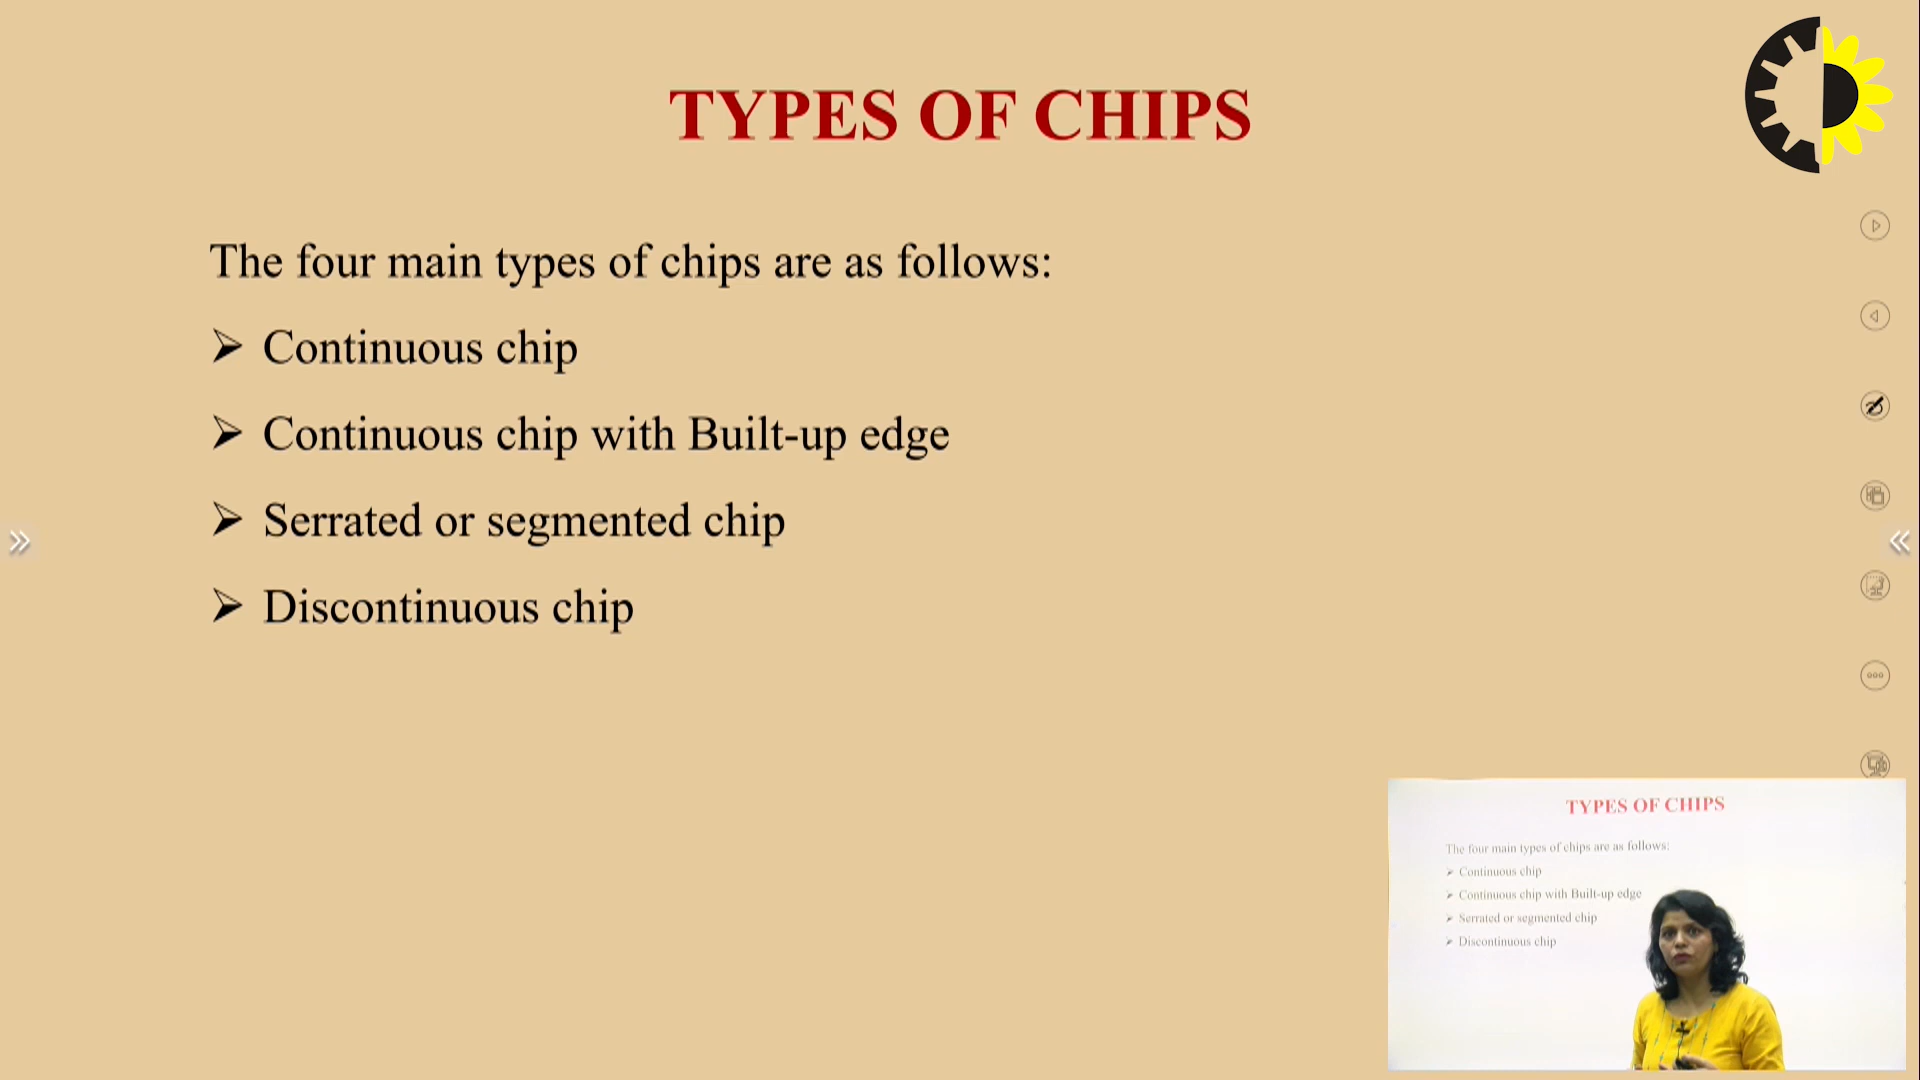 TYPES OF CHIPS
The four main types of chips are as follows:
➢ Continuous chip
➢ Continuous chip with Built-up edge
➢ Serrated or segmented chip
➢ Discontinuous chip
TYPES OF CHIPS
The four main types of chips are as follows:
➢ Continuous chip
➢ Continuous chip with Built-up edge
➢ Serrated or segmented chip
➢ Discontinuous chip